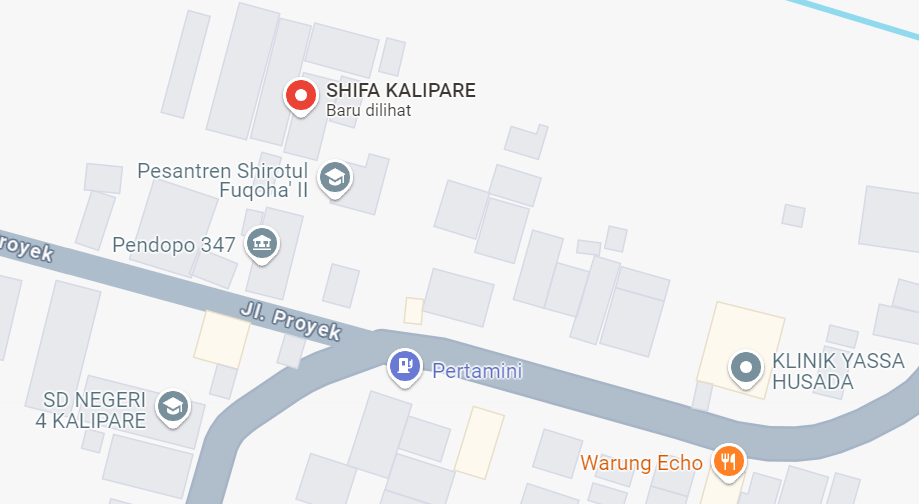 SHIFA KALIPARE
Baru dilihat
Pesantren Shirotul
Fuqoha' II
Pendopo 347
royek
Jl. Proyek
Pertamini
KLINIK YASSA
HUSADA
SD NEGERI
4 KALIPARE
Warung Echo